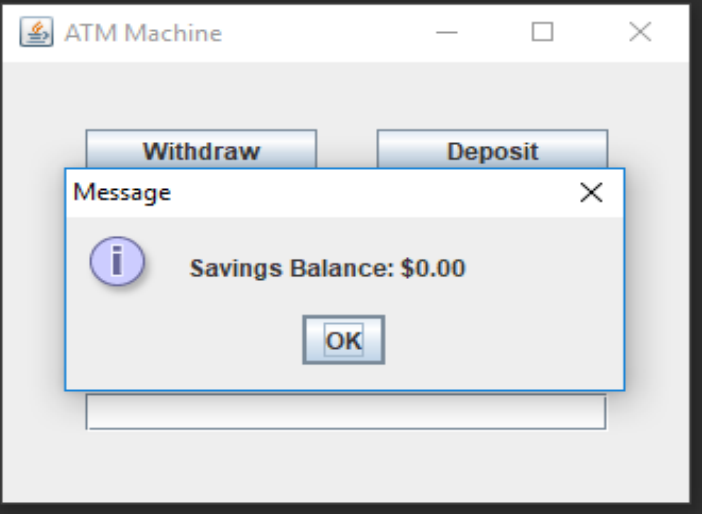 ATM Machine
Withdraw Deposit
Message
i
Savings Balance: $0.00
OK